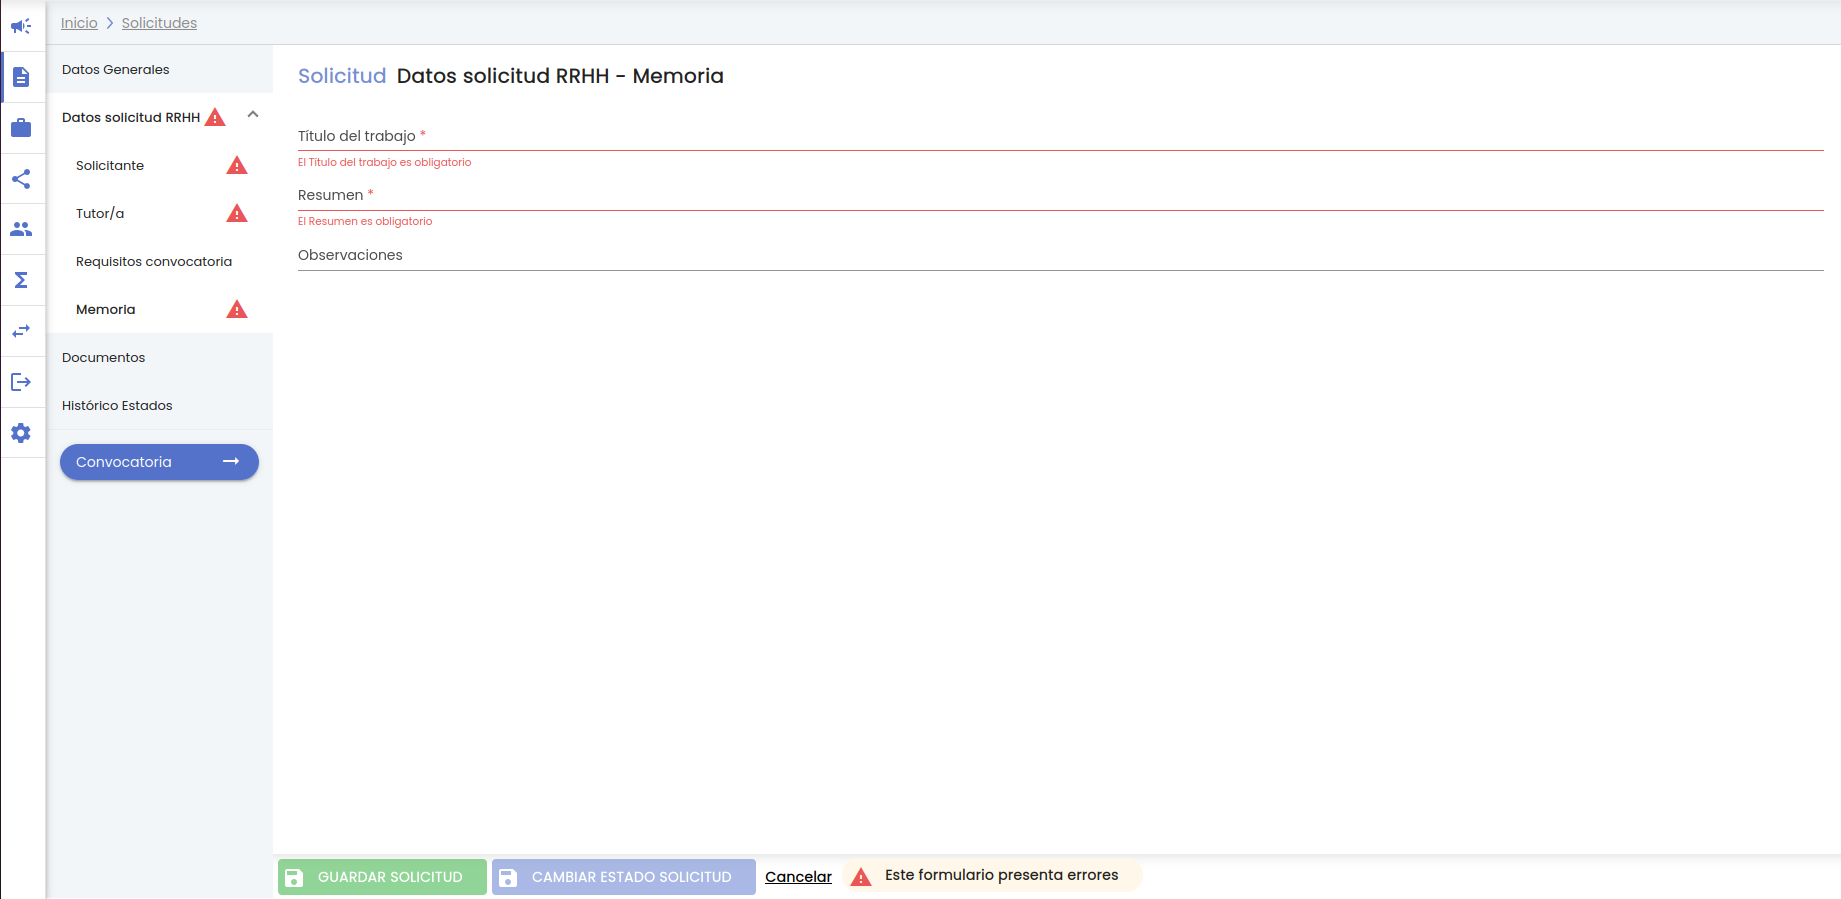 Inicio > Solicitudes
Datos Generales
Datos solicitud RRHH
Solicitante
Tutor/a
Requisitos convocatoria
Memoria
Documentos
Histórico Estados
Convocatoria
Solicitud Datos solicitud RRHH - Memoria
Título del trabajo *
El Título del trabajo es obligatorio
Resumen *
El Resumen es obligatorio
Observaciones
GUARDAR SOLICITUD
CAMBIAR ESTADO SOLICITUD
Cancelar
Este formulario presenta errores